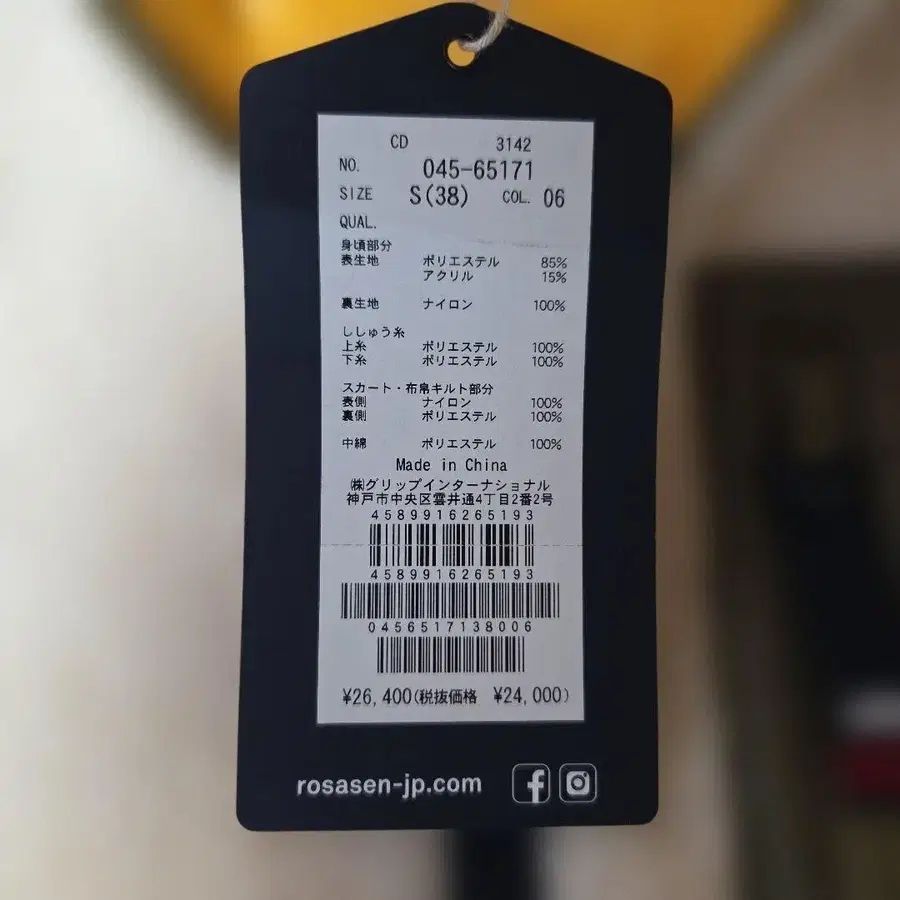 CD 3142
NO. 045-65171
SIZE S(38) COL. 06
QUAL.
身頃部分
表生地 ポリエステル 85%
アクリル 15%
裏生地 ナイロン 100%
ししゅう糸
上糸 ポリエステル 100%
下糸 ポリエステル 100%
スカート・布帛キルト部分
表側 ナイロン 100%
裏側 ポリエステル 100%
中綿 ポリエステル 100%
Made in China
㈱グリップインターナショナル
神戸市中央区雲井通4丁目2番2号
4589916265193
4589916265193
0456517138006
¥26,400(税抜価格 ¥24,000)
rosasen-jp.com